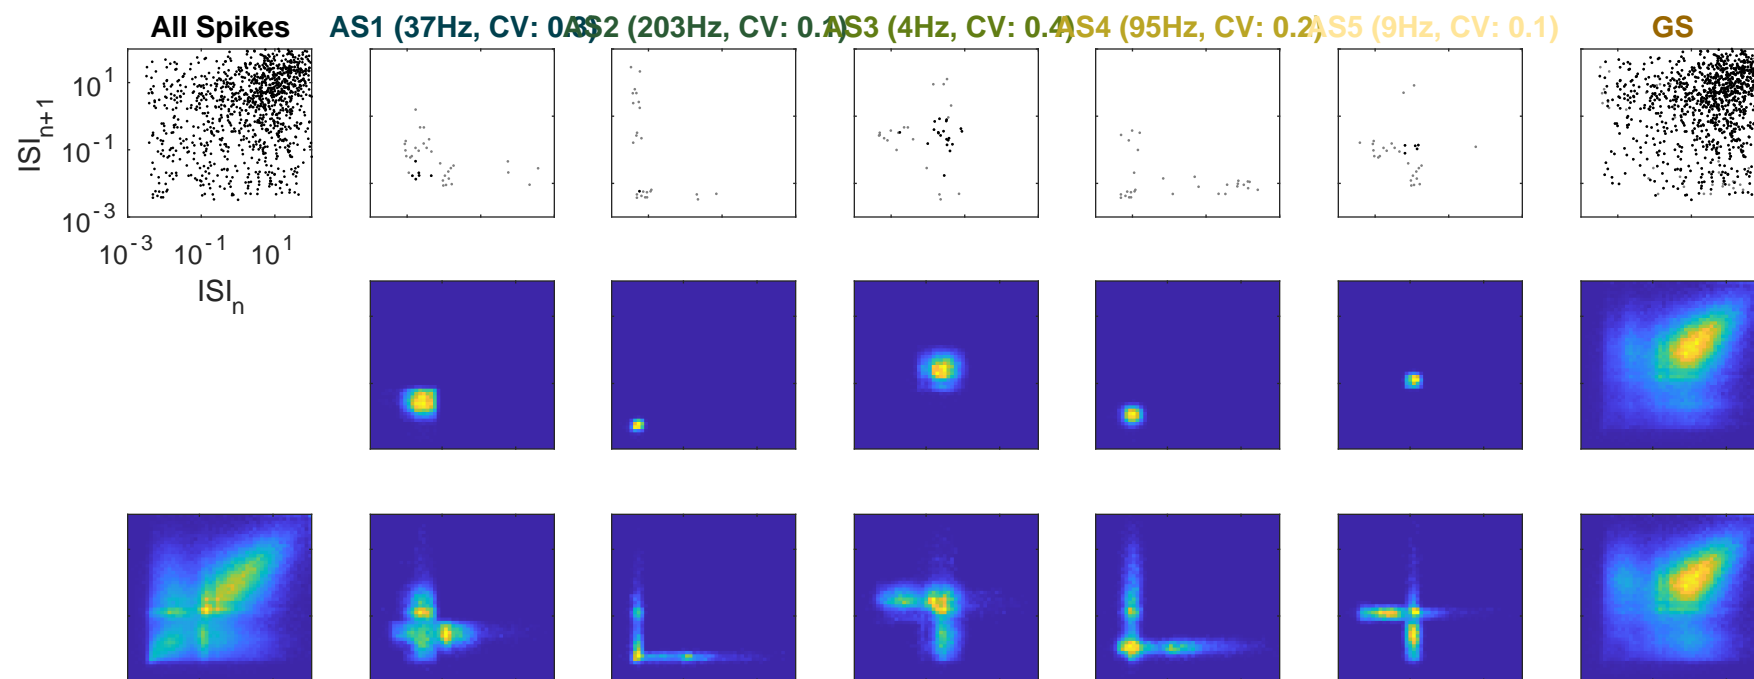 All Spikes
AS1 (37Hz, CV: 0.3)
AS2 (203Hz, CV: 0.1)
AS3 (4Hz, CV: 0.4)
AS4 (95Hz, CV: 0.2)
AS5 (9Hz, CV: 0.1)
GS
ISI_{n+1}
10^1
10^{-1}
10^{-3}
10^{-3} 10^{-1} 10^1
ISI_n